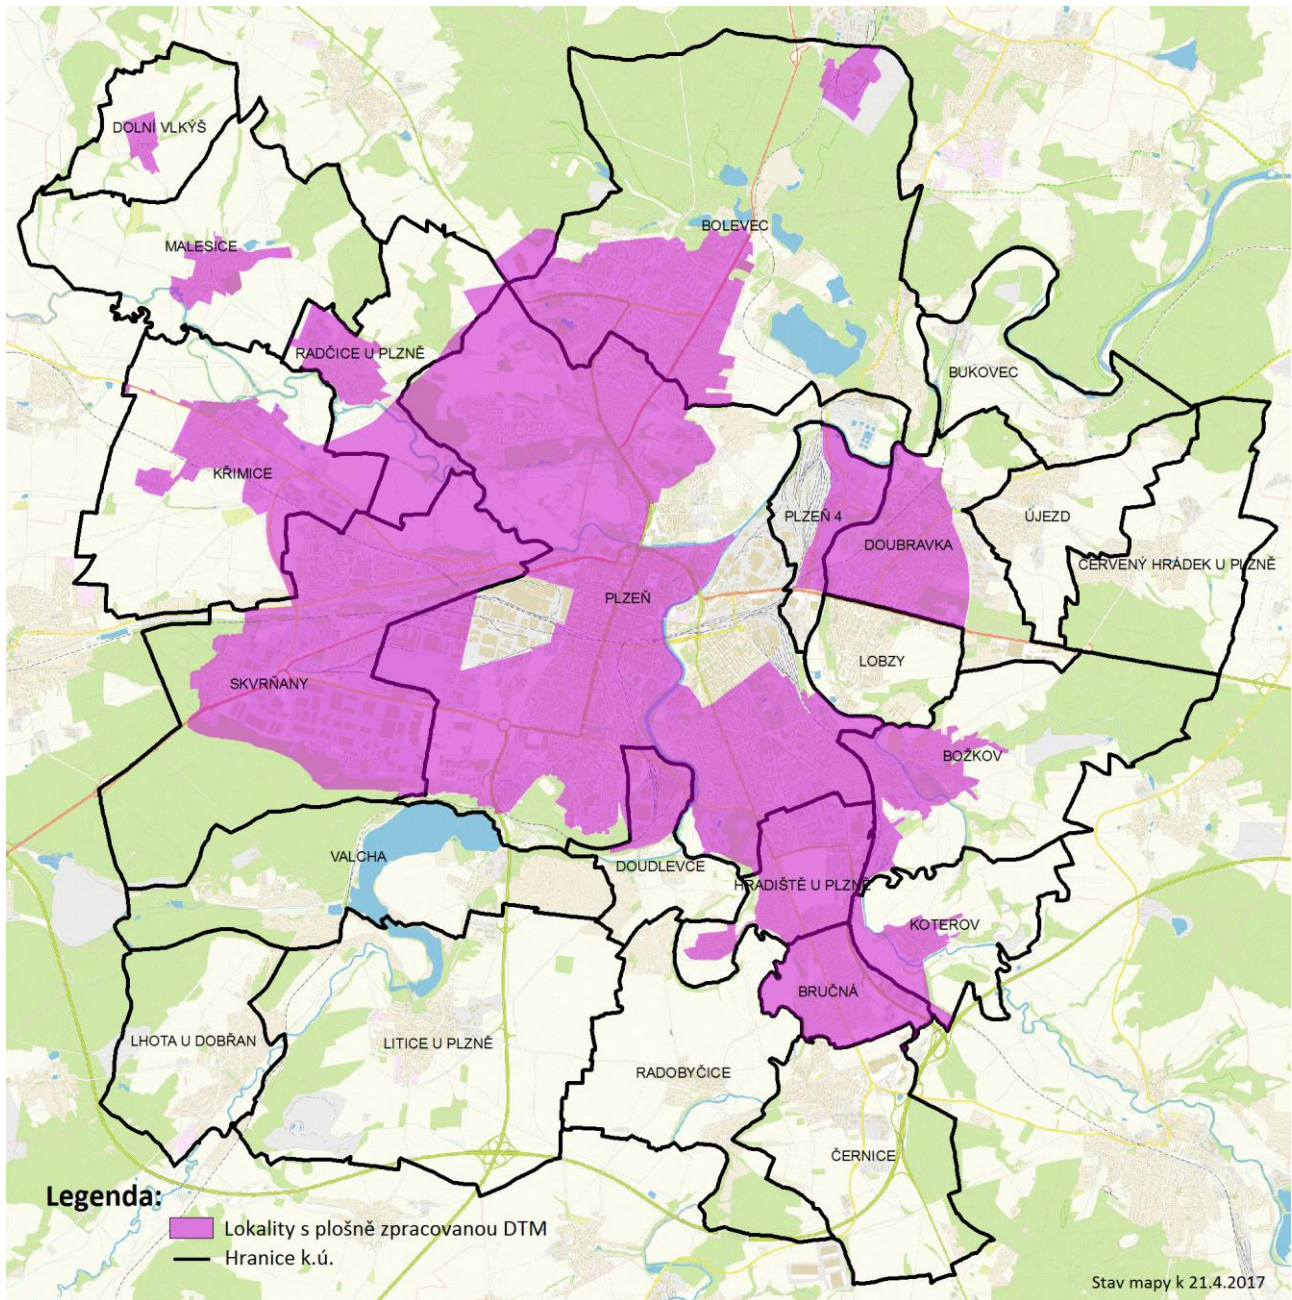 DOLNÍ VLKÝŠ
BOLEVEC
MALESICE
RADČICE U PLZNĚ
BUKOVEC
KŘIMICE
PLZEŇ 4
ÚJEZD
DOUBRAVKA
ČERVENÝ HRÁDEK U PLZNĚ
PLZEŇ
LOBZY
SKVRŇANY
BOŽKOV
VALCHA
DOUDLEVCE
HRADIŠTĚ U PLZNĚ
KOTEROV
BRUČNÁ
LHOTA U DOBŘAN
LITICE U PLZNĚ
RADOBYČICE
ČERNICE
Legenda:
Lokality s plošně zpracovanou DTM
Hranice k.ú.
Stav mapy k 21.4.2017